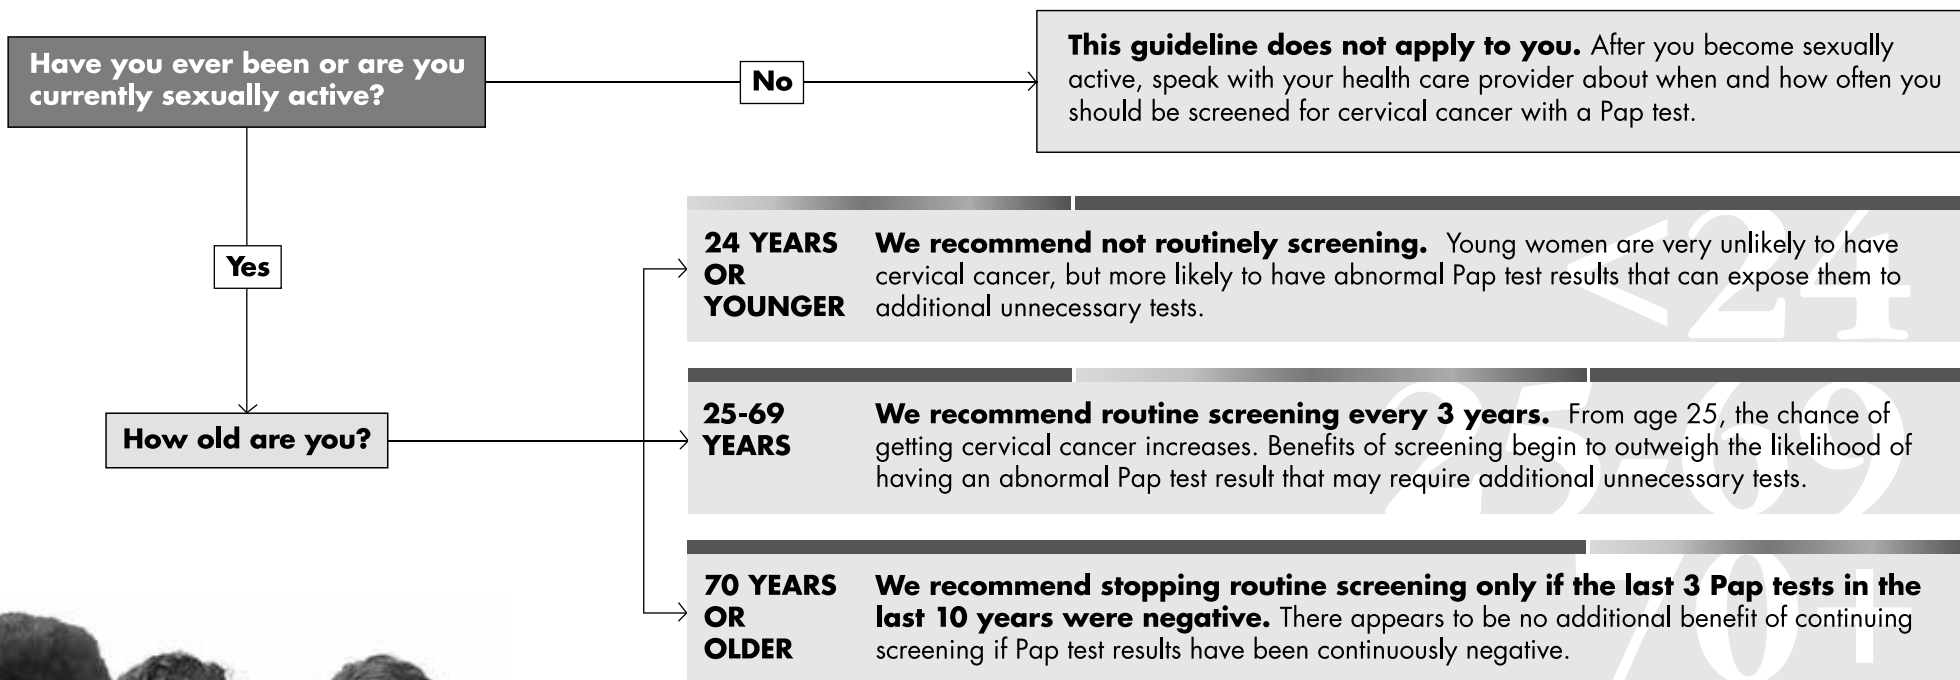 Have you ever been or are you
currently sexually active?
No
This guideline does not apply to you. After you become sexually
active, speak with your health care provider about when and how often you
should be screened for cervical cancer with a Pap test.
Yes
How old are you?
<24
24 YEARS
OR
YOUNGER
We recommend not routinely screening. Young women are very unlikely to have
cervical cancer, but more likely to have abnormal Pap test results that can expose them to
additional unnecessary tests.
25-69
25-69
YEARS
We recommend routine screening every 3 years. From age 25, the chance of
getting cervical cancer increases. Benefits of screening begin to outweigh the likelihood of
having an abnormal Pap test result that may require additional unnecessary tests.
70+
70 YEARS
OR
OLDER
We recommend stopping routine screening only if the last 3 Pap tests in the
last 10 years were negative. There appears to be no additional benefit of continuing
screening if Pap test results have been continuously negative.